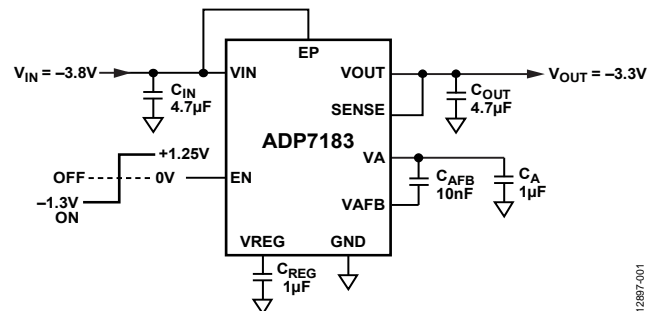 EP
VIN = –3.8V
VIN
VOUT
VOUT = –3.3V
CIN
4.7µF
COUT
4.7µF
SENSE
ADP7183
+1.25V
VA
OFF
0V
EN
CAFB
10nF
CA
1µF
–1.3V
ON
VAFB
VREG
GND
CREG
1µF
12897-001